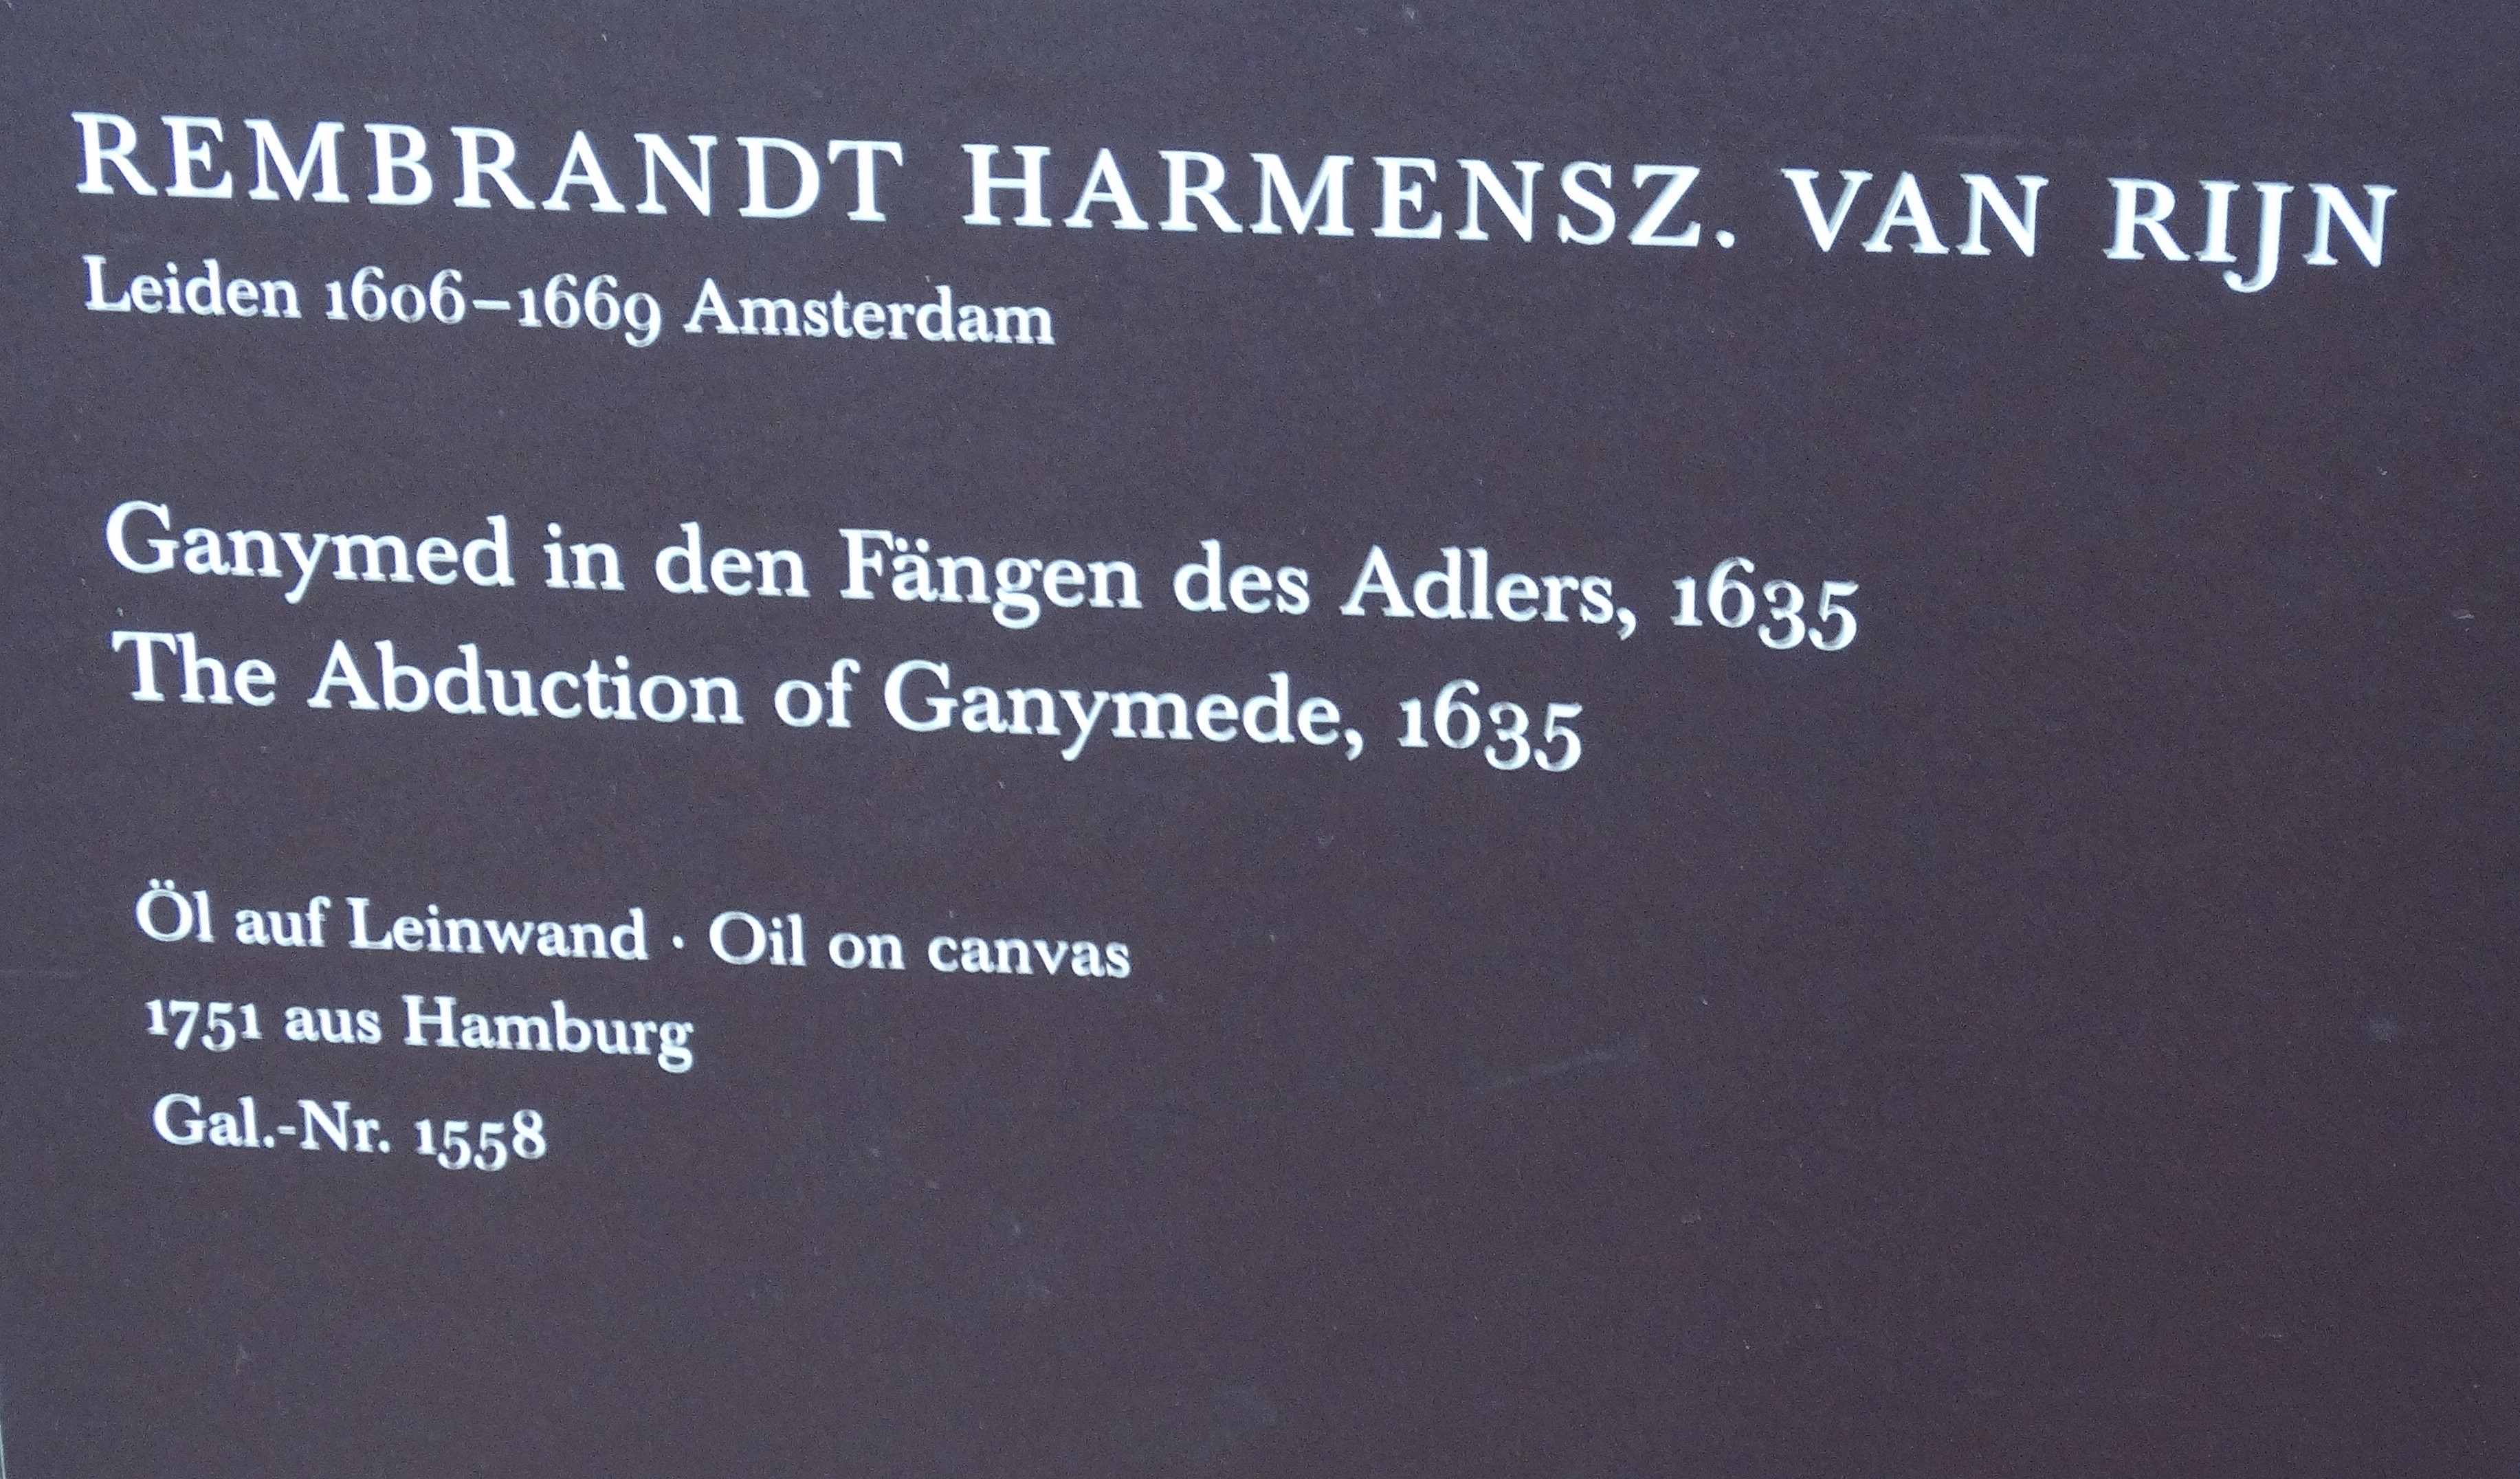 REMBRANDT HARMENSZ. VAN RIJN
Leiden 1606–1669 Amsterdam
Ganymed in den Fängen des Adlers, 1635
The Abduction of Ganymede, 1635
Öl auf Leinwand · Oil on canvas
1751 aus Hamburg
Gal.-Nr. 1558